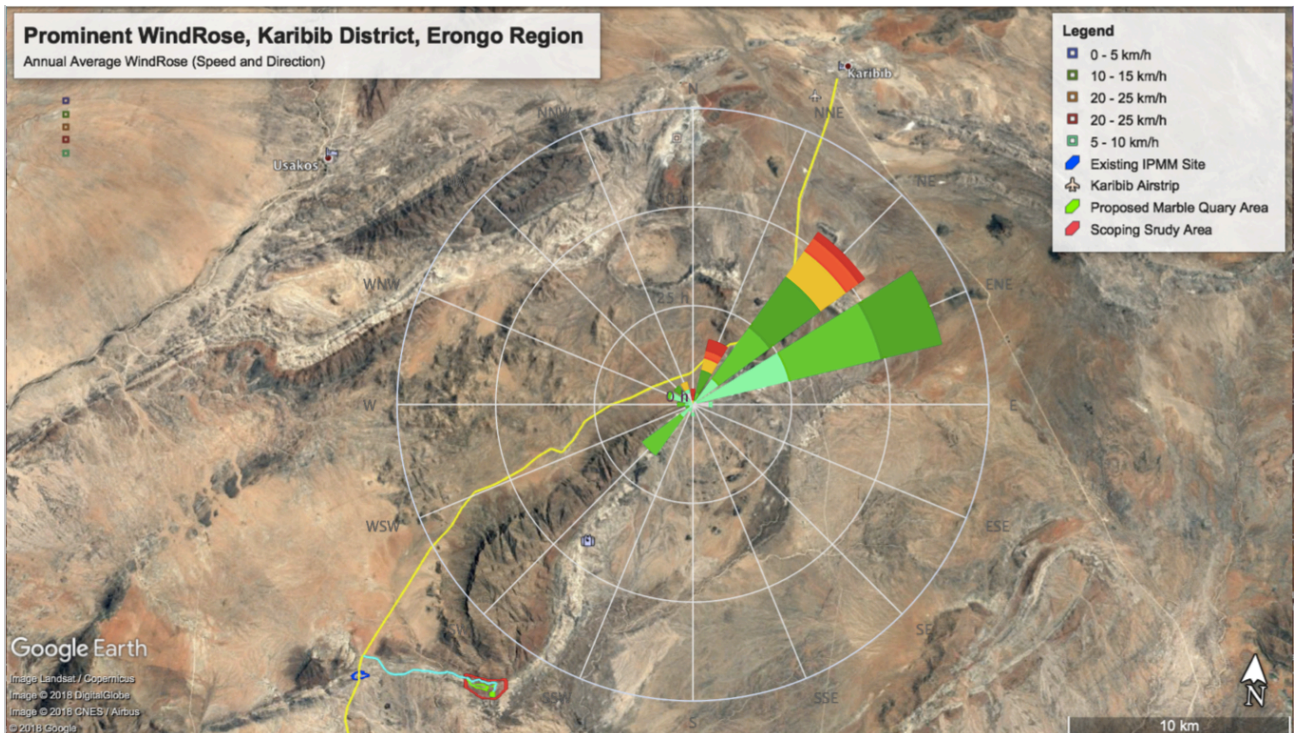 Prominent WindRose, Karibib District, Erongo Region
Annual Average WindRose (Speed and Direction)
Legend
0 - 5 km/h
10 - 15 km/h
20 - 25 km/h
20 - 25 km/h
5 - 10 km/h
Existing IPMM Site
Karibib Airstrip
Proposed Marble Quary Area
Scoping Srudy Area
Karibib
Usakos
N
NNW
NNE
NE
WNW
ENE
25 h
0 h
W
E
WSW
ESE
SE
SSE
S
Google Earth
Image Landsat / Copernicus
Image © 2018 DigitalGlobe
Image © 2018 CNES / Airbus
© 2018 Google
N
10 km